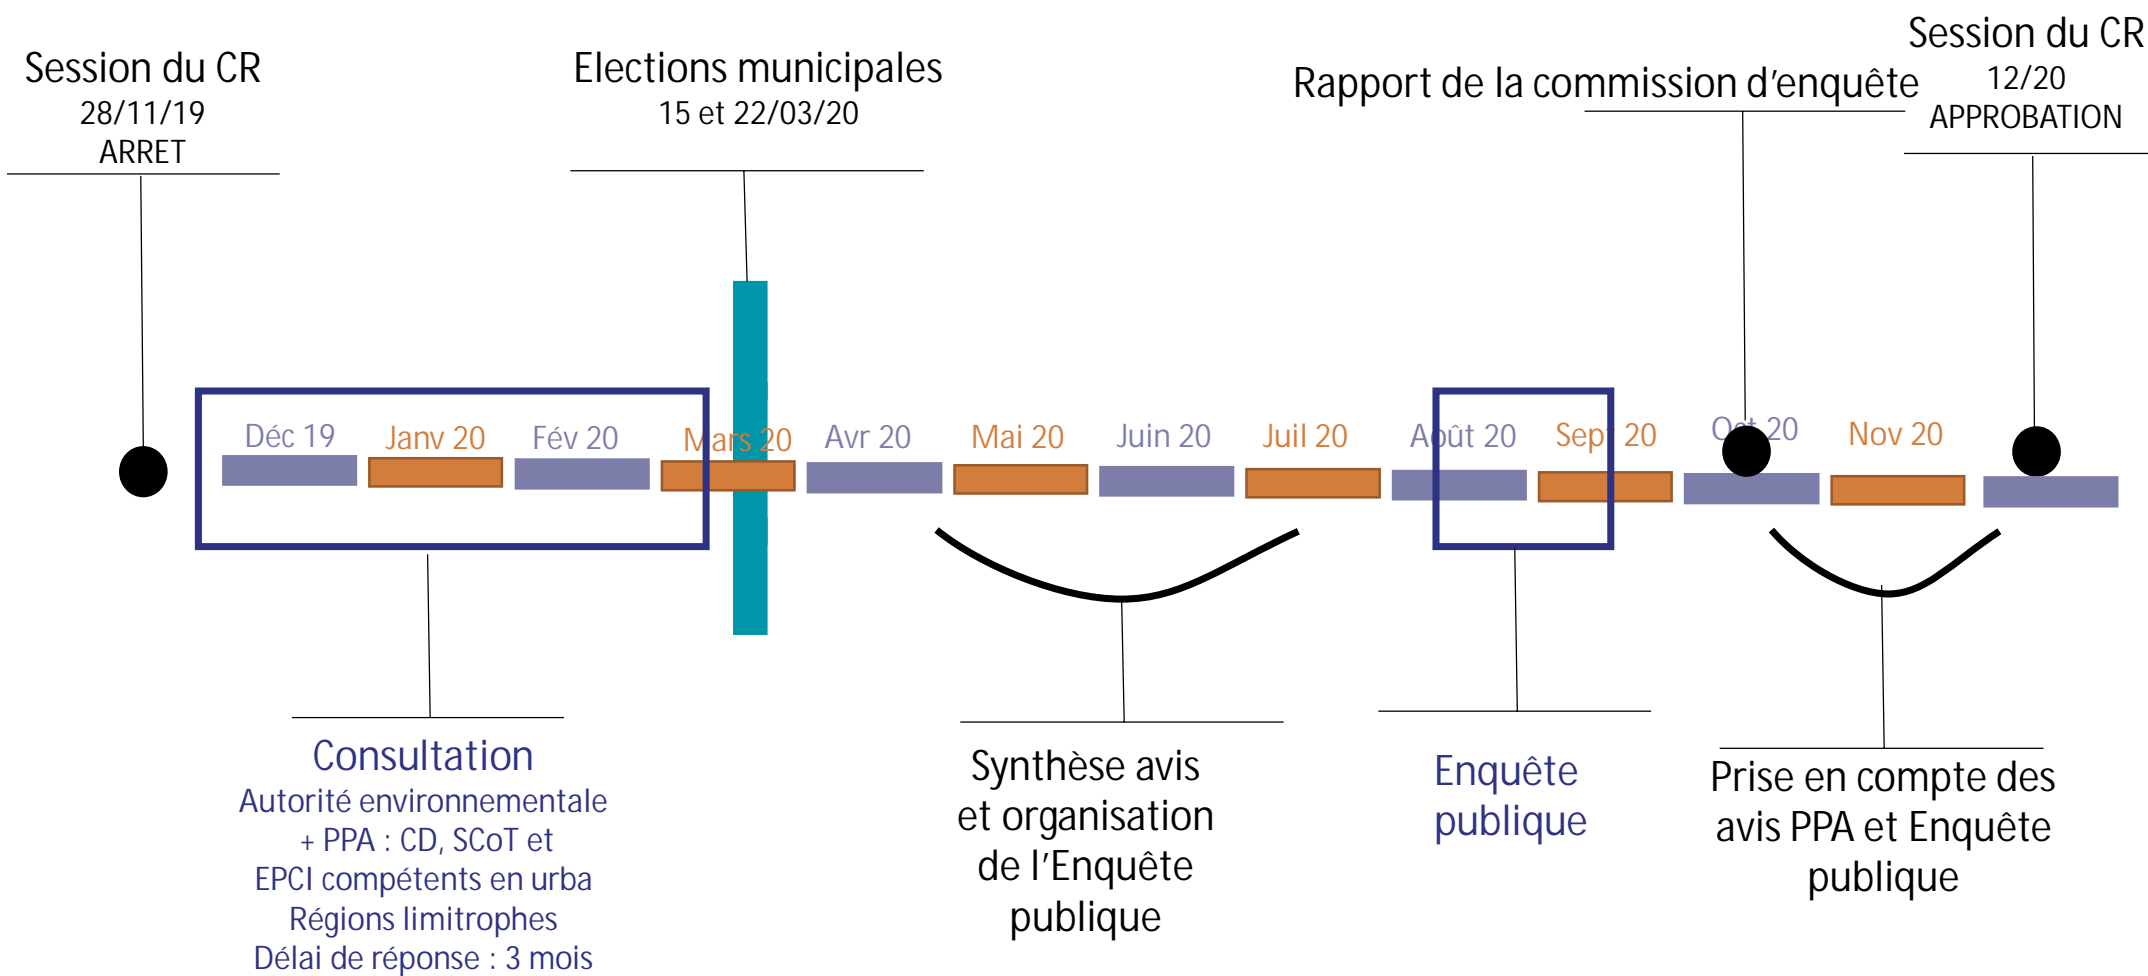 Session du CR
28/11/19
ARRET
Elections municipales
15 et 22/03/20
Rapport de la commission d'enquête
Session du CR
12/20
APPROBATION
Déc 19
Janv 20
Fév 20
Mars 20
Avr 20
Mai 20
Juin 20
Juil 20
Août 20
Sept 20
Oct 20
Nov 20
Consultation
Autorité environnementale
+ PPA : CD, SCoT et
EPCI compétents en urba
Régions limitrophes
Délai de réponse : 3 mois
Synthèse avis
et organisation
de l'Enquête
publique
Enquête
publique
Prise en compte des
avis PPA et Enquête
publique